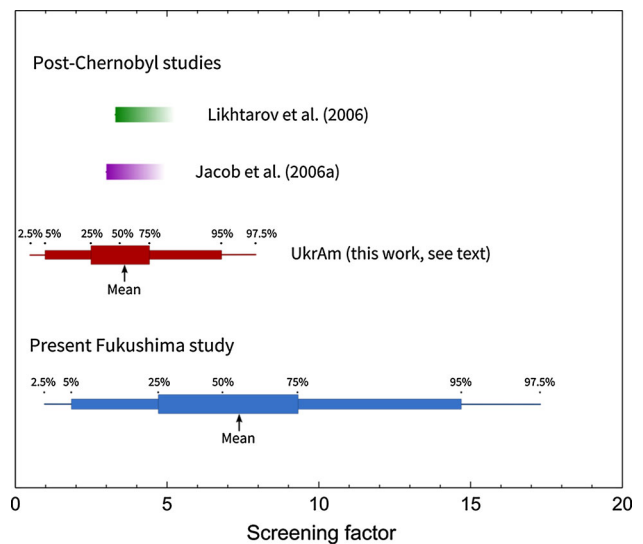 Post-Chernobyl studies
Likhtarov et al. (2006)
Jacob et al. (2006a)
2.5% 5% 25% 50% 75% 95% 97.5%
UkrAm (this work, see text)
Mean
Present Fukushima study
2.5% 5% 25% 50% 75% 95% 97.5%
Mean
0 5 10 15 20
Screening factor